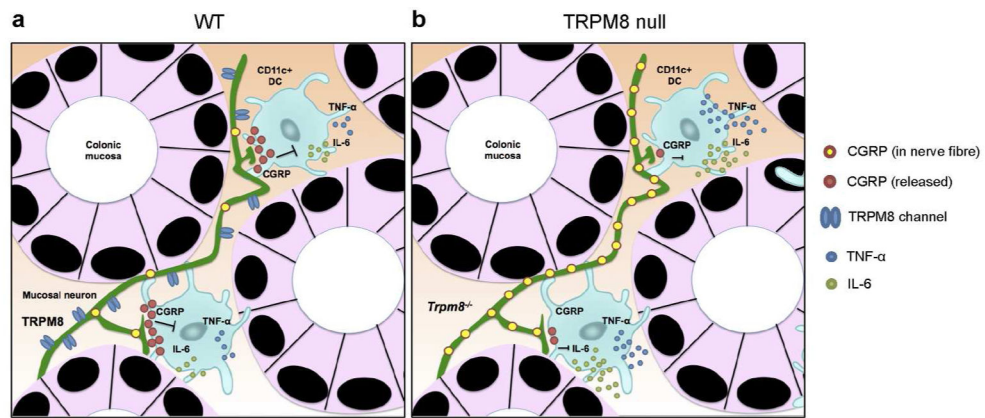 a
WT
CD11c+
DC
TNF-α
IL-6
CGRP
Colonic
mucosa
Mucosal neuron
TRPM8
CGRP
TNF-α
IL-6
b
TRPM8 null
CD11c+
DC
TNF-α
CGRP
IL-6
Colonic
mucosa
Trpm8-/-
CGRP
TNF-α
IL-6
CGRP (in nerve fibre)
CGRP (released)
TRPM8 channel
TNF-α
IL-6